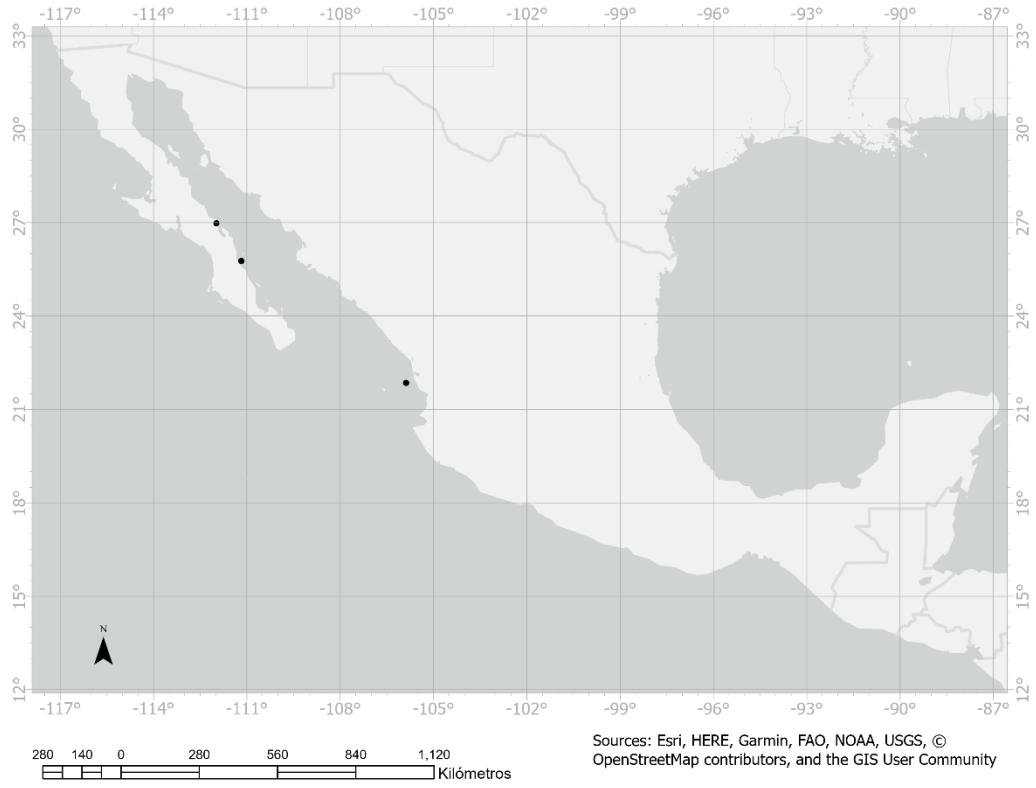 -117° -114° -111° -108° -105° -102° -99° -96° -93° -90° -87°
33° 33°
30° 30°
27° 27°
24° 24°
21° 21°
18° 18°
15° 15°
N
12° 12°
-117° -114° -111° -108° -105° -102° -99° -96° -93° -90° -87°
280 140 0 280 560 840 1,120
Kilómetros
Sources: Esri, HERE, Garmin, FAO, NOAA, USGS, ©
OpenStreetMap contributors, and the GIS User Community